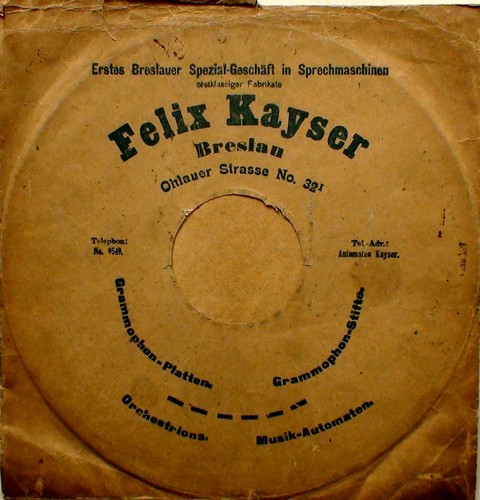 Erstes Breslauer Spezial-Geschäft in Sprechmaschinen
erstklassiger Fabrikate
Felix Kayser
Breslau
Ohlauer Strasse No. 32¹
Telephon:
No. 9549.
Tel.-Adr.:
Automaten Kayser.
Grammophon-Platten.
Grammophon-Stifte.
Orchestrions.
Musik-Automaten.